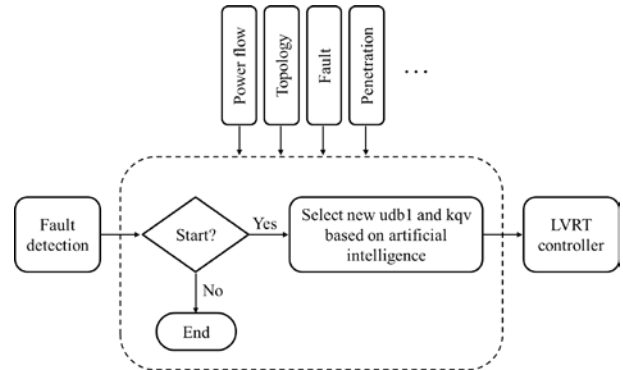 Power flow
Topology
Fault
Penetration
...
Fault
detection
Start?
Yes
Select new udb1 and kqv
based on artificial
intelligence
LVRT
controller
No
End